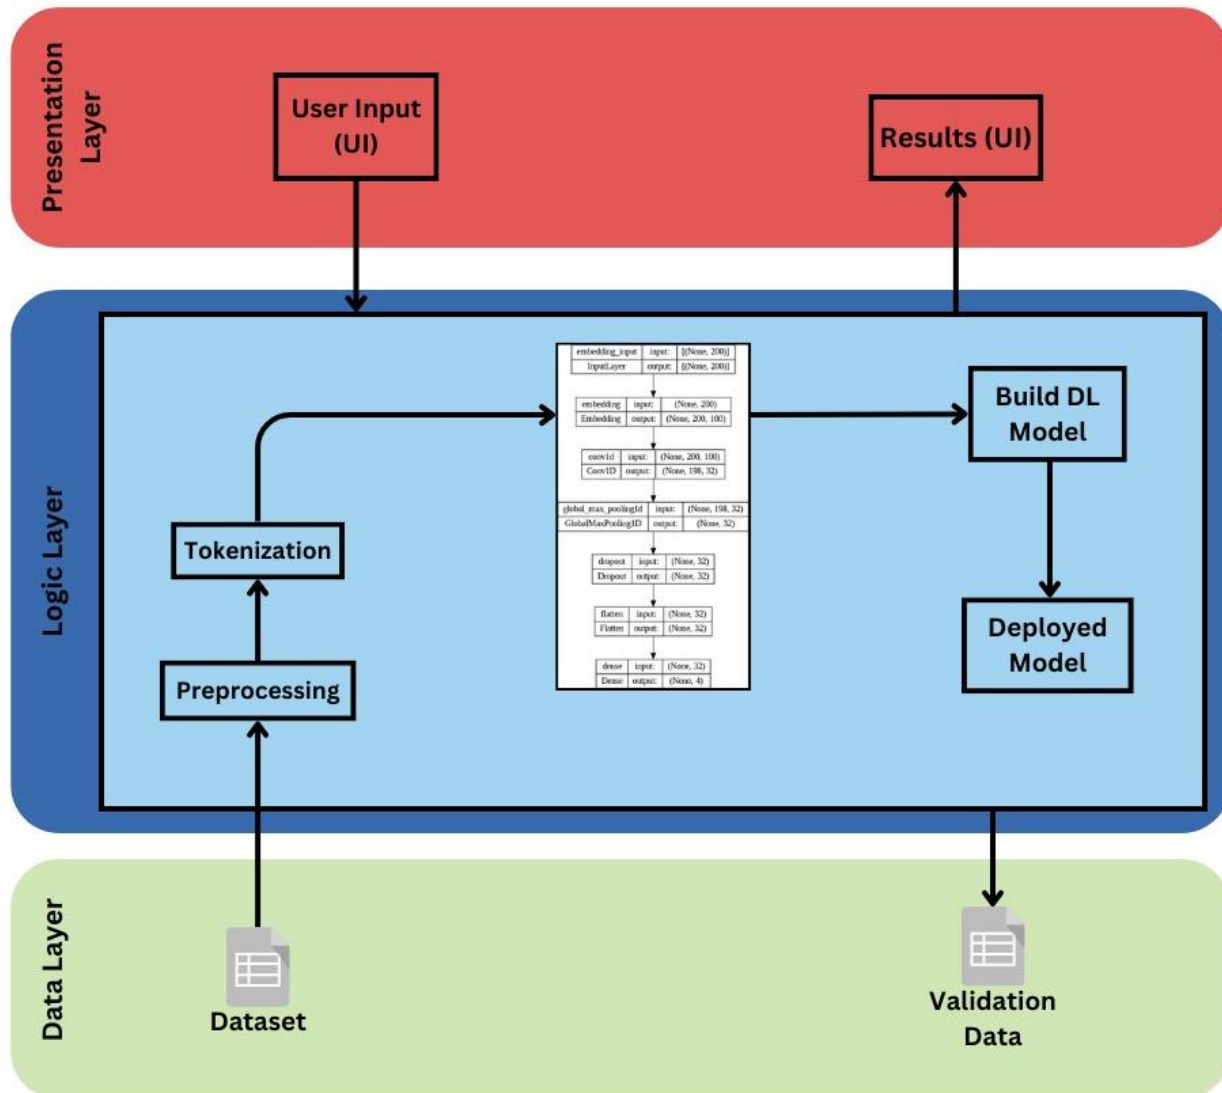 Presentation
Layer
User Input
(UI)
Results (UI)
Logic Layer
embedding_input input: [(None, 200)]
InputLayer output: [(None, 200)]
embedding input: (None, 200)
Embedding output: (None, 200, 100)
conv1d input: (None, 200, 100)
Conv1D output: (None, 198, 32)
global_max_pooling1d input: (None, 198, 32)
GlobalMaxPooling1D output: (None, 32)
dropout input: (None, 32)
Dropout output: (None, 32)
flatten input: (None, 32)
Flatten output: (None, 32)
dense input: (None, 32)
Dense output: (None, 4)
Build DL
Model
Tokenization
Deployed
Model
Preprocessing
Data Layer
Dataset
Validation
Data